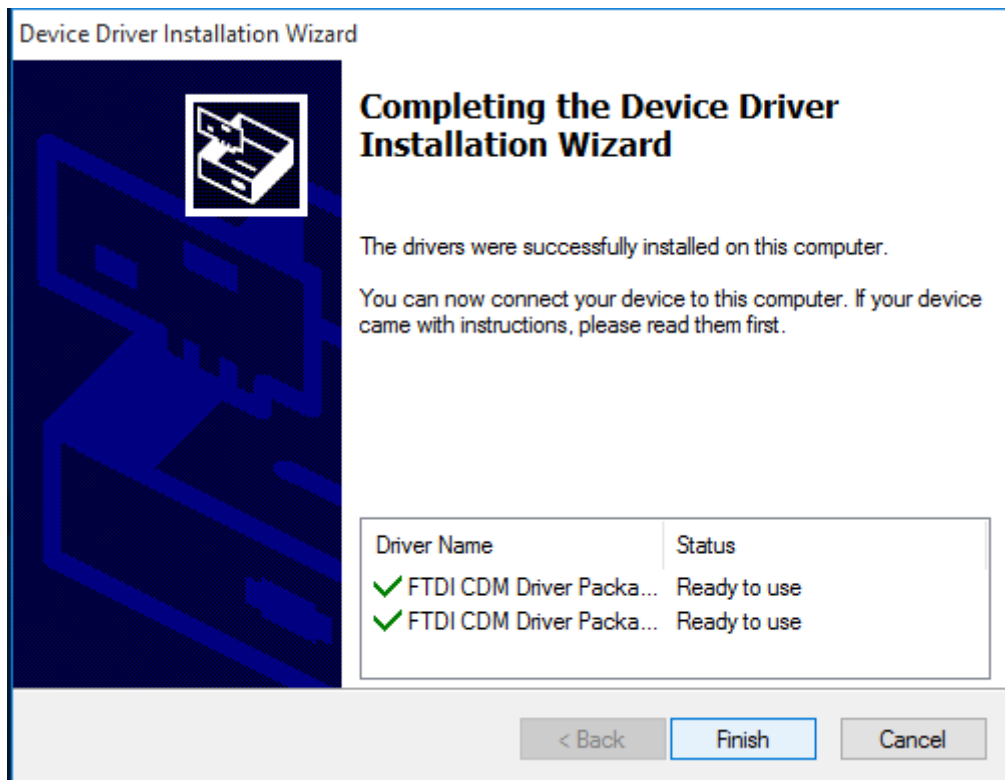 Device Driver Installation Wizard
Completing the Device Driver
Installation Wizard
The drivers were successfully installed on this computer.
You can now connect your device to this computer. If your device
came with instructions, please read them first.
Driver Name Status
FTDI CDM Driver Packa... Ready to use
FTDI CDM Driver Packa... Ready to use
< Back Finish Cancel